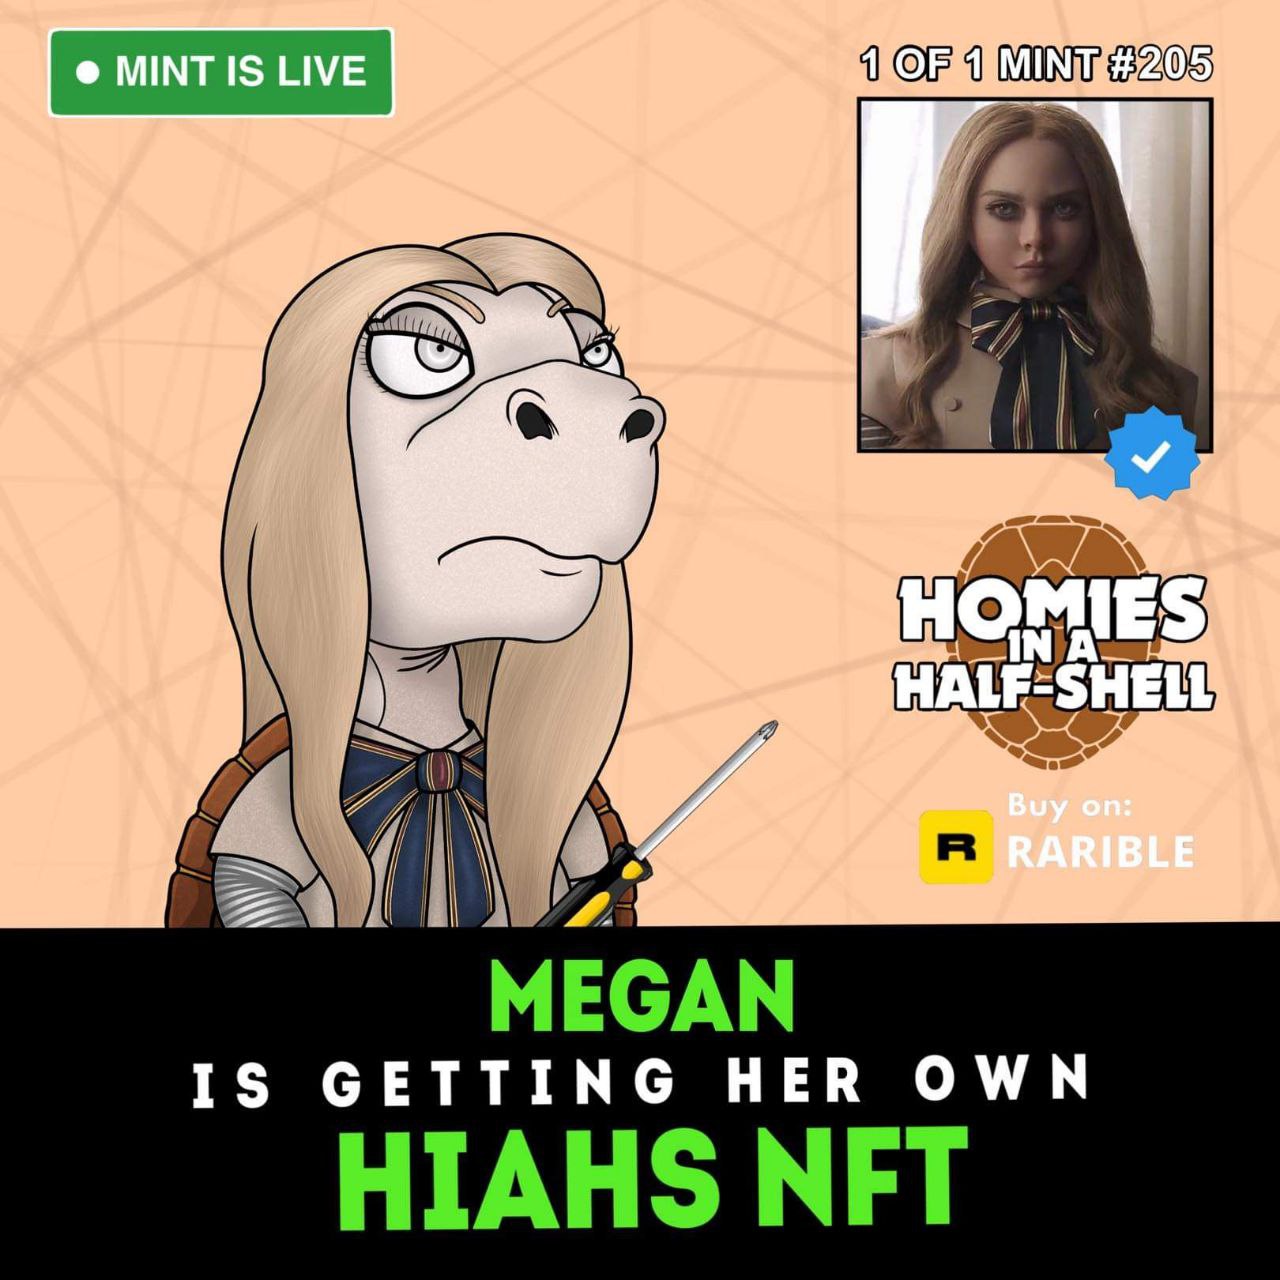 MINT IS LIVE
1 OF 1 MINT #205
HOMIES
IN A
HALF-SHELL
Buy on:
R RARIBLE
MEGAN
IS GETTING HER OWN
HIAHS NFT